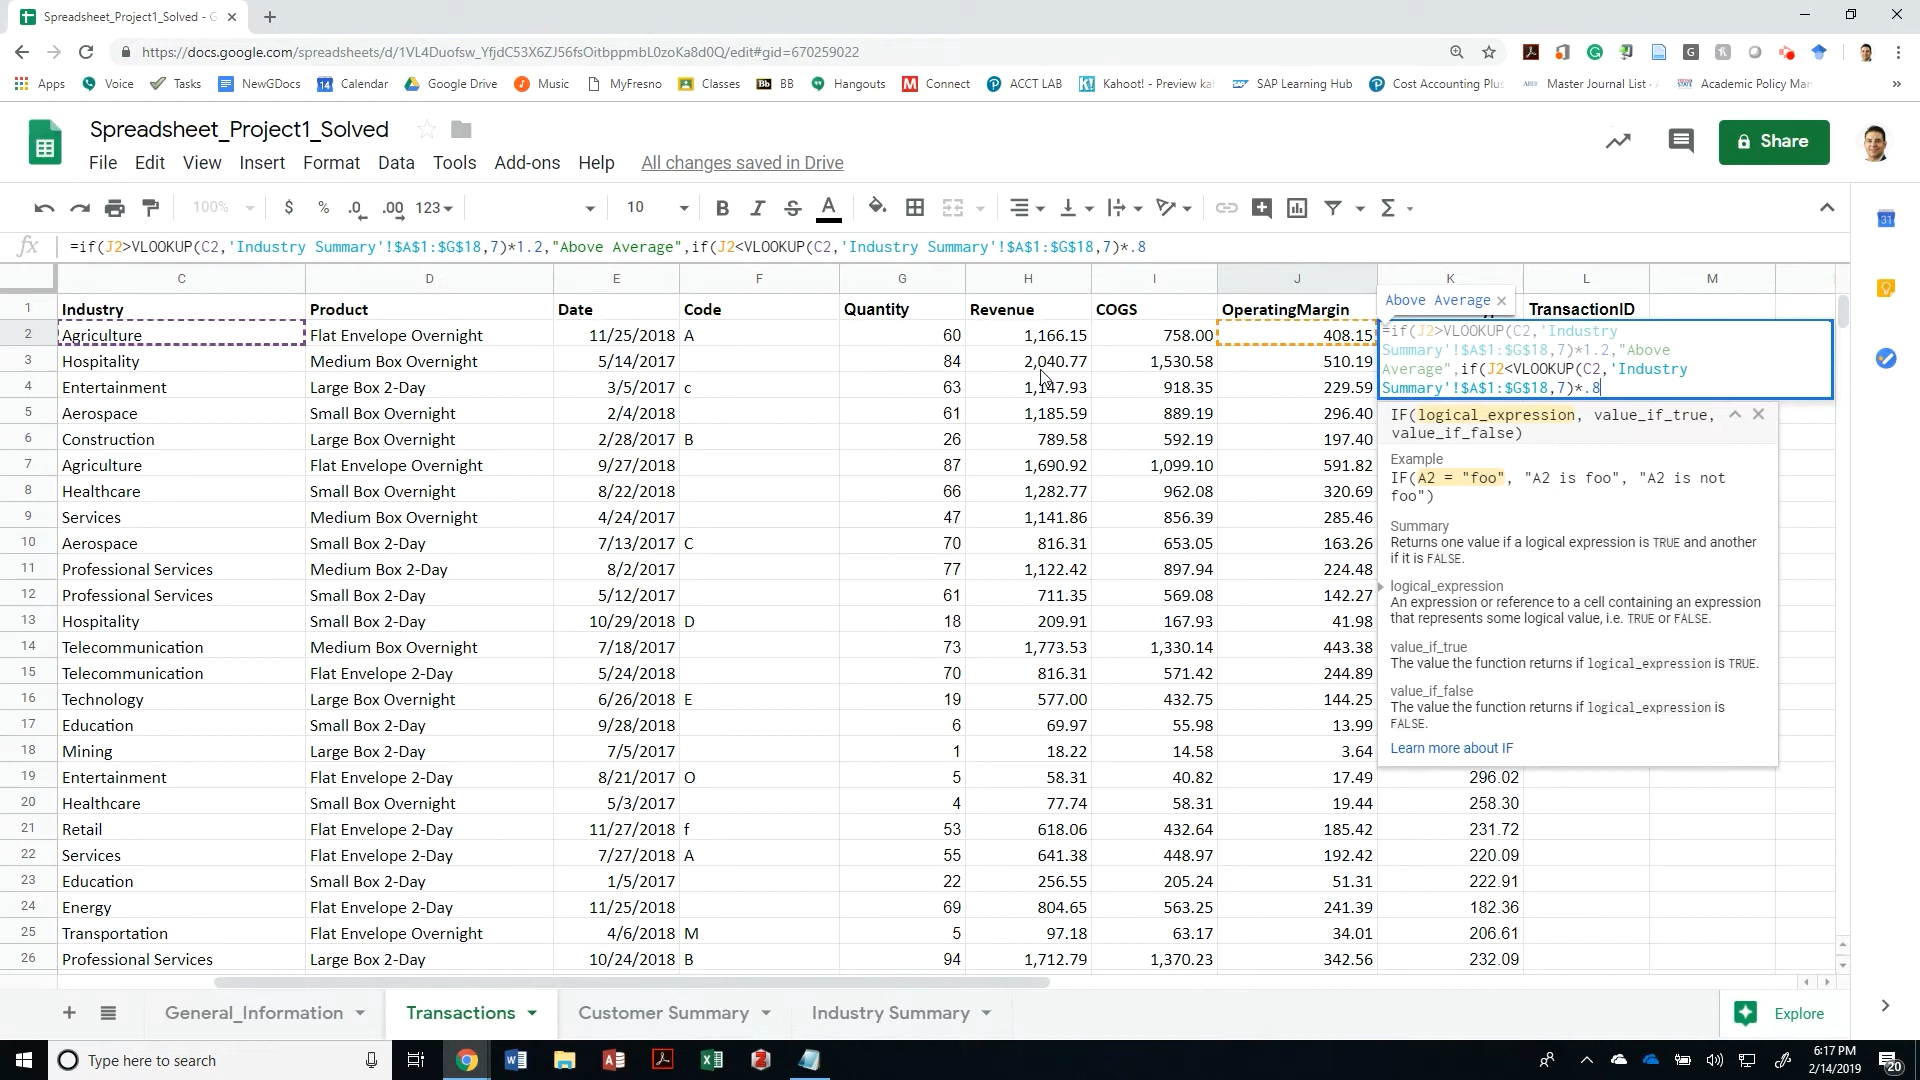 Spreadsheet_Project1_Solved - G
https://docs.google.com/spreadsheets/d/1VL4Duofsw_YfjdC53X6ZJ56fsOitbppmbL0zoKa8d0Q/edit#gid=670259022
Apps Voice Tasks NewGDocs Calendar Google Drive Music MyFresno Classes BB Hangouts Connect ACCT LAB Kahoot! - Preview ka SAP Learning Hub Cost Accounting Plus Master Journal List - Academic Policy Man
Spreadsheet_Project1_Solved
Share
File Edit View Insert Format Data Tools Add-ons Help All changes saved in Drive
100% $ % .0 .00 123 10 B I S A
fx =if(J2>VLOOKUP(C2,'Industry Summary'!$A$1:$G$18,7)*1.2,"Above Average",if(J2<VLOOKUP(C2,'Industry Summary'!$A$1:$G$18,7)*.8
C D E F G H I J K L M
1 Industry Product Date Code Quantity Revenue COGS OperatingMargin TransactionID
2 Agriculture Flat Envelope Overnight 11/25/2018 A 60 1,166.15 758.00 408.15
3 Hospitality Medium Box Overnight 5/14/2017 84 2,040.77 1,530.58 510.19
4 Entertainment Large Box 2-Day 3/5/2017 c 63 1,147.93 918.35 229.59
5 Aerospace Small Box Overnight 2/4/2018 61 1,185.59 889.19 296.40
6 Construction Large Box Overnight 2/28/2017 B 26 789.58 592.19 197.40
7 Agriculture Flat Envelope Overnight 9/27/2018 87 1,690.92 1,099.10 591.82
8 Healthcare Small Box Overnight 8/22/2018 66 1,282.77 962.08 320.69
9 Services Medium Box Overnight 4/24/2017 47 1,141.86 856.39 285.46
10 Aerospace Small Box 2-Day 7/13/2017 C 70 816.31 653.05 163.26
11 Professional Services Medium Box 2-Day 8/2/2017 77 1,122.42 897.94 224.48
12 Professional Services Small Box 2-Day 5/12/2017 61 711.35 569.08 142.27
13 Hospitality Small Box 2-Day 10/29/2018 D 18 209.91 167.93 41.98
14 Telecommunication Medium Box Overnight 7/18/2017 73 1,773.53 1,330.14 443.38
15 Telecommunication Flat Envelope 2-Day 5/24/2018 70 816.31 571.42 244.89
16 Technology Large Box Overnight 6/26/2018 E 19 577.00 432.75 144.25
17 Education Small Box 2-Day 9/28/2018 6 69.97 55.98 13.99
18 Mining Large Box 2-Day 7/5/2017 1 18.22 14.58 3.64
19 Entertainment Flat Envelope 2-Day 8/21/2017 O 5 58.31 40.82 17.49 296.02
20 Healthcare Small Box Overnight 5/3/2017 4 77.74 58.31 19.44 258.30
21 Retail Flat Envelope 2-Day 11/27/2018 f 53 618.06 432.64 185.42 231.72
22 Services Flat Envelope 2-Day 7/27/2018 A 55 641.38 448.97 192.42 220.09
23 Education Small Box 2-Day 1/5/2017 22 256.55 205.24 51.31 222.91
24 Energy Flat Envelope 2-Day 11/25/2018 69 804.65 563.25 241.39 182.36
25 Transportation Flat Envelope Overnight 4/6/2018 M 5 97.18 63.17 34.01 206.61
26 Professional Services Large Box 2-Day 10/24/2018 B 94 1,712.79 1,370.23 342.56 232.09
Above Average ×
=if(J2>VLOOKUP(C2,'Industry
Summary'!$A$1:$G$18,7)*1.2,"Above
Average",if(J2<VLOOKUP(C2,'Industry
Summary'!$A$1:$G$18,7)*.8
IF(logical_expression, value_if_true,
value_if_false)
Example
IF(A2 = "foo", "A2 is foo", "A2 is not
foo")
Summary
Returns one value if a logical expression is TRUE and another
if it is FALSE.
logical_expression
An expression or reference to a cell containing an expression
that represents some logical value, i.e. TRUE or FALSE.
value_if_true
The value the function returns if logical_expression is TRUE.
value_if_false
The value the function returns if logical_expression is
FALSE.
Learn more about IF
General_Information Transactions Customer Summary Industry Summary Explore
Type here to search
6:17 PM
2/14/2019
20